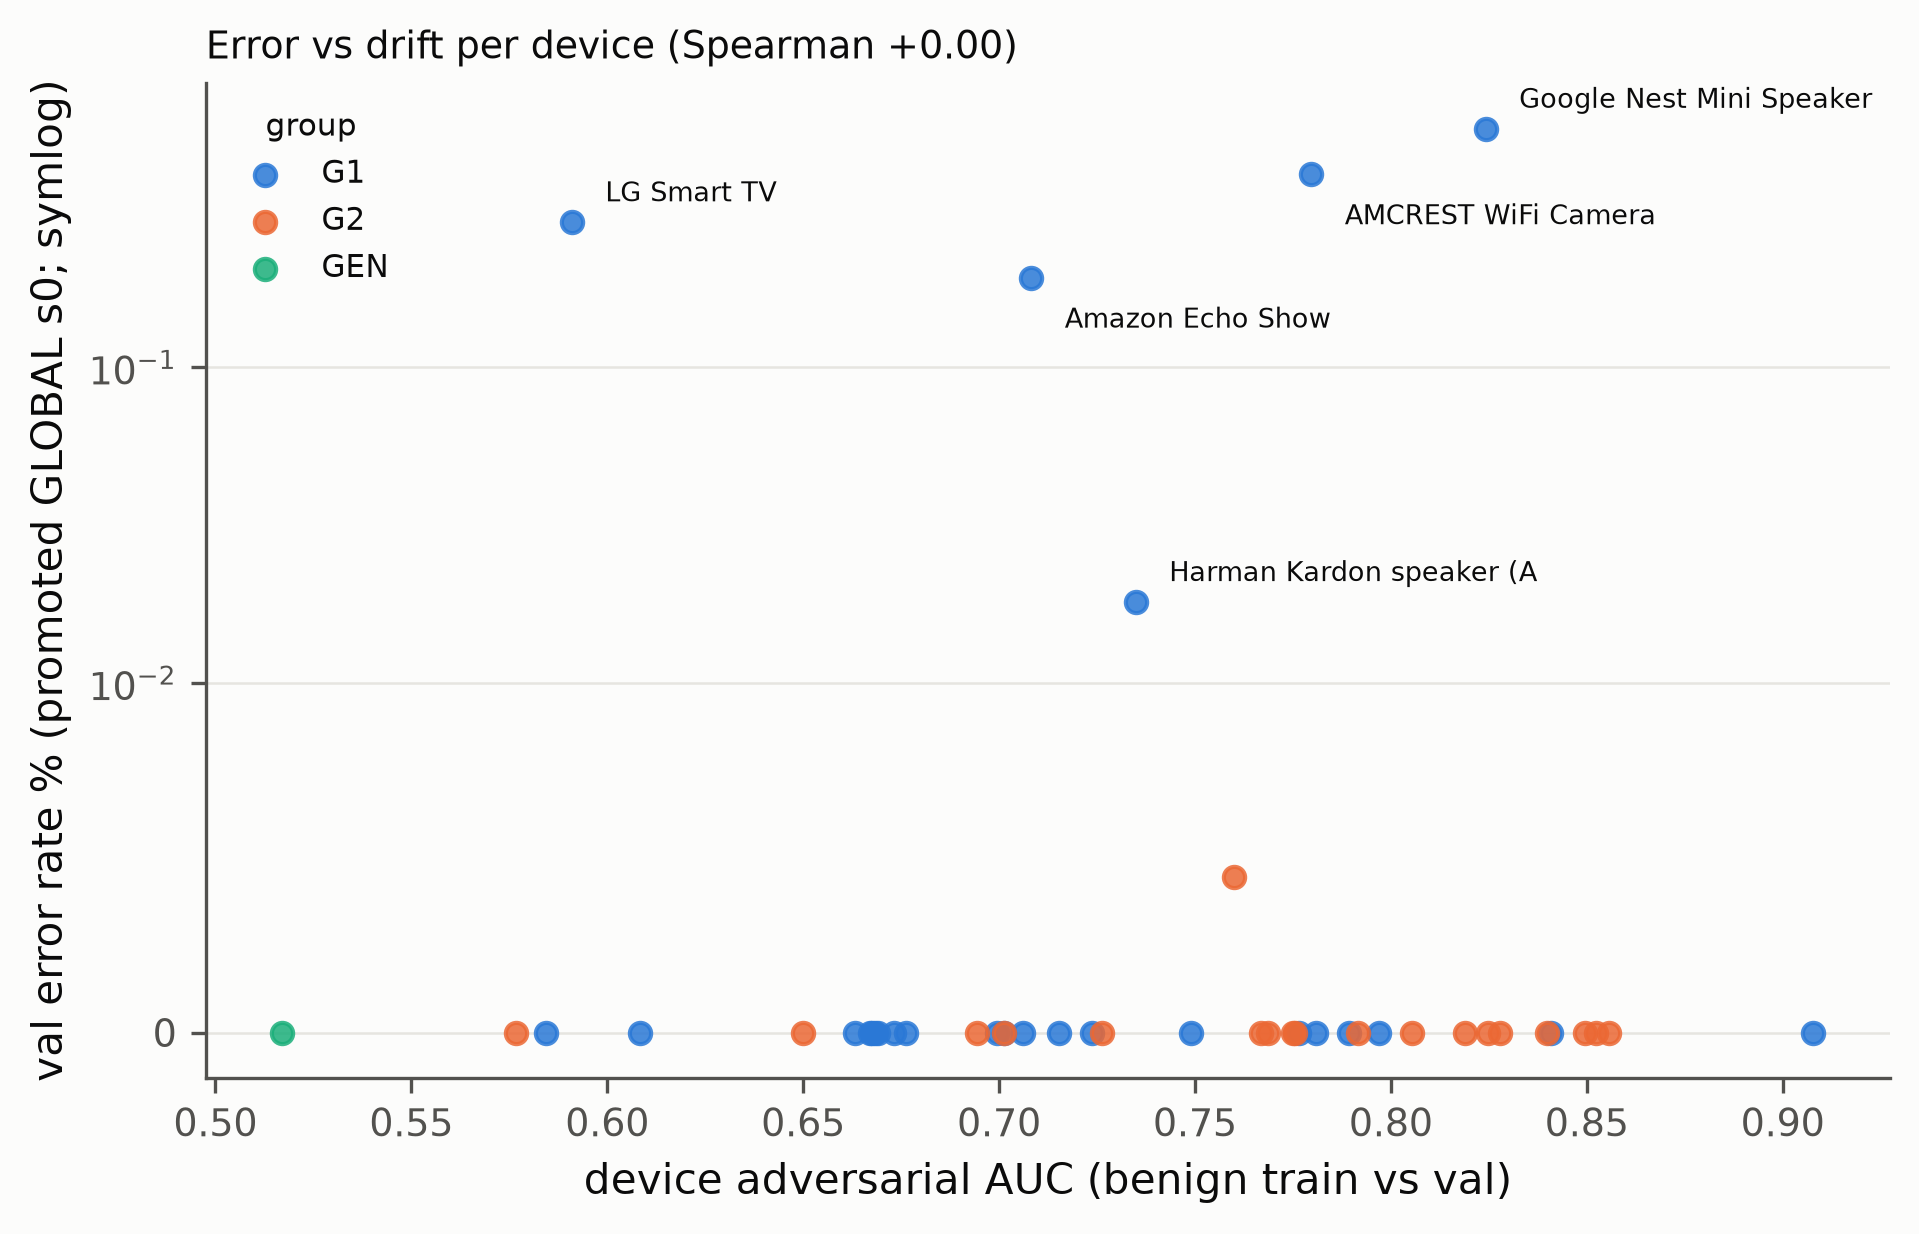 Error vs drift per device (Spearman +0.00)
Google Nest Mini Speaker
group
G1
G2
GEN
LG Smart TV
AMCREST WiFi Camera
Amazon Echo Show
Harman Kardon speaker (A
val error rate % (promoted GLOBAL s0; symlog)
10⁻¹
10⁻²
0
0.50 0.55 0.60 0.65 0.70 0.75 0.80 0.85 0.90
device adversarial AUC (benign train vs val)